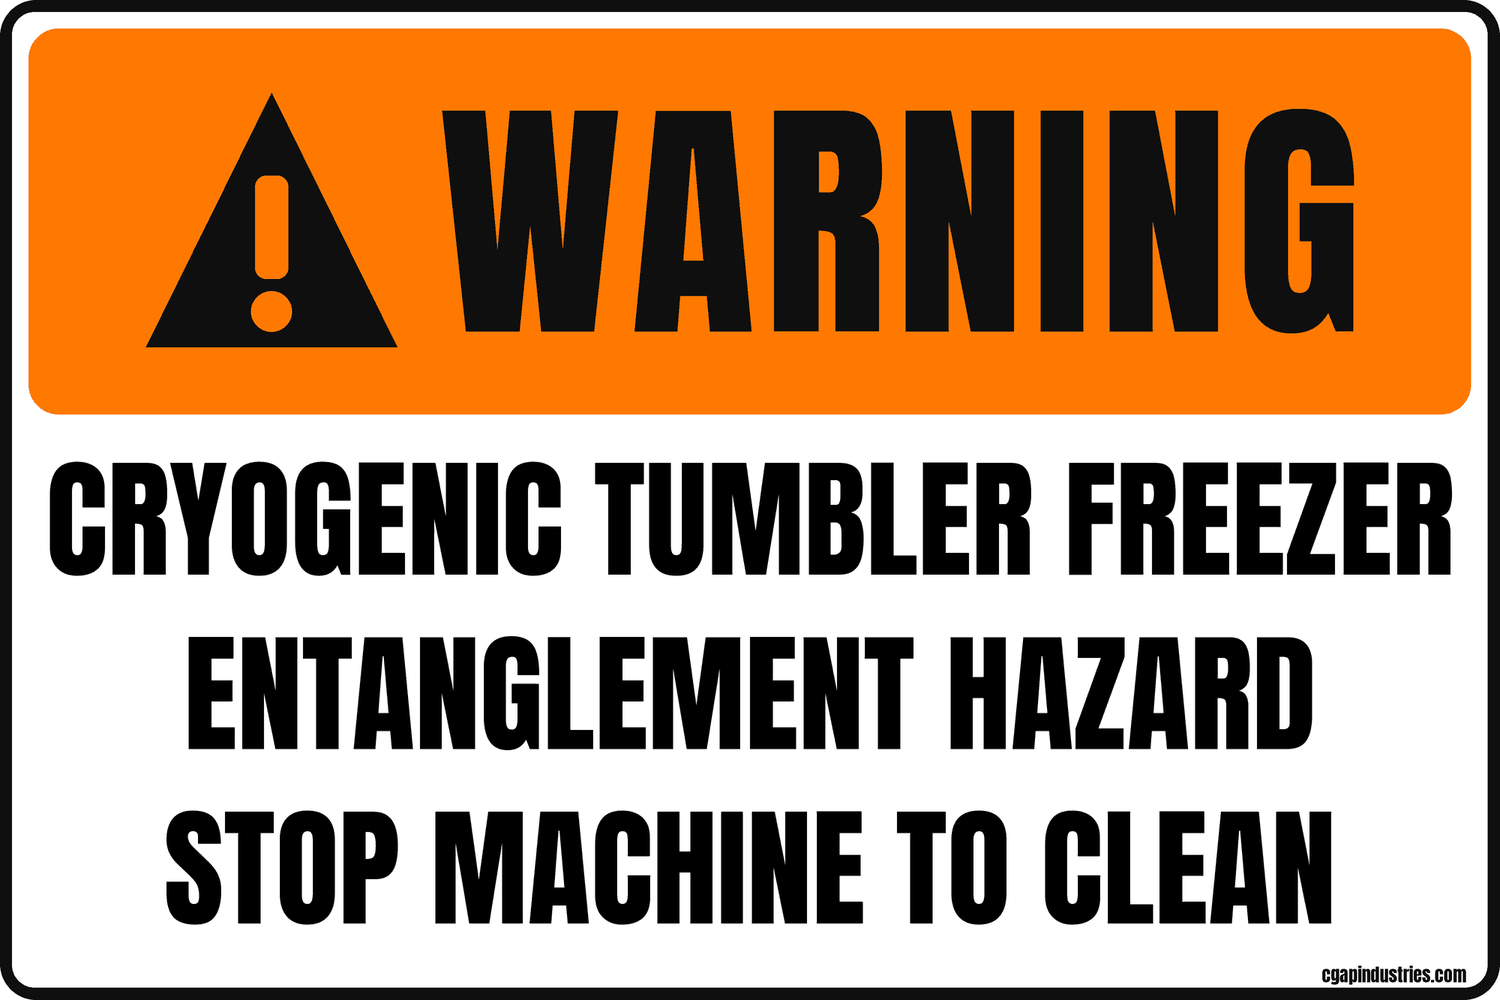 WARNING
CRYOGENIC TUMBLER FREEZER
ENTANGLEMENT HAZARD
STOP MACHINE TO CLEAN
cgapindustries.com